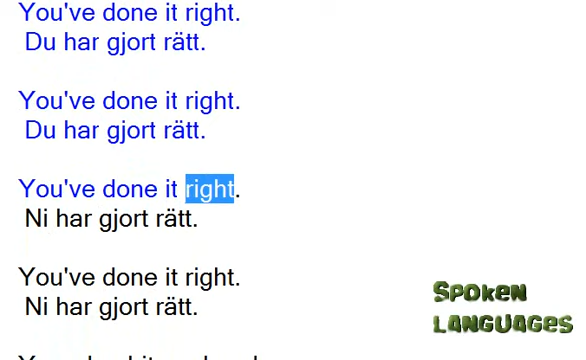 You've done it right.
Du har gjort rätt.
You've done it right.
Du har gjort rätt.
You've done it right.
Ni har gjort rätt.
You've done it right.
Ni har gjort rätt.
Spoken
Languages